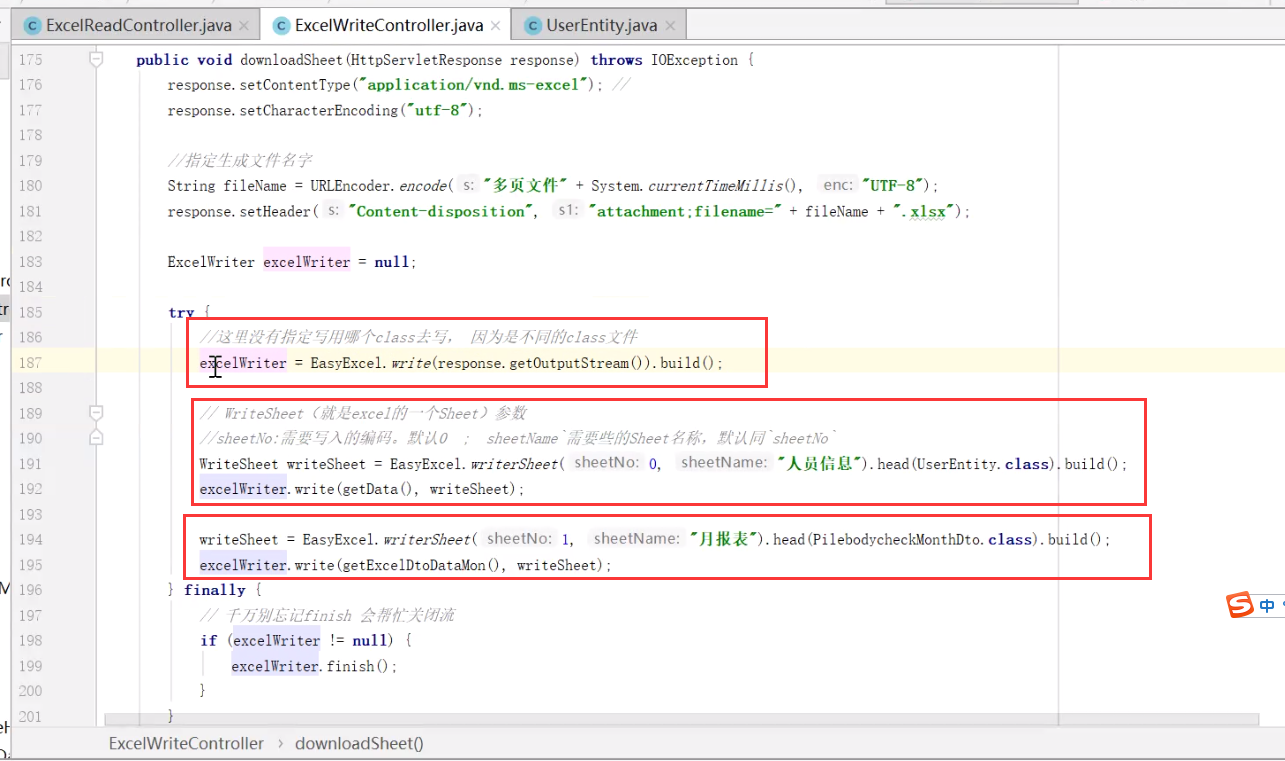 ExcelReadController.java
ExcelWriteController.java
UserEntity.java
175 public void downloadSheet(HttpServletResponse response) throws IOException {
176 response.setContentType("application/vnd.ms-excel"); //
177 response.setCharacterEncoding("utf-8");
178
179 //指定生成文件名字
180 String fileName = URLEncoder.encode( s: "多页文件" + System.currentTimeMillis(), enc: "UTF-8");
181 response.setHeader( s: "Content-disposition", s1: "attachment;filename=" + fileName + ".xlsx");
182
183 ExcelWriter excelWriter = null;
184
185 try {
186 //这里没有指定写用哪个class去写, 因为是不同的class文件
187 excelWriter = EasyExcel.write(response.getOutputStream()).build();
188
189 // WriteSheet（就是excel的一个Sheet）参数
190 //sheetNo:需要写入的编码。默认0 ; sheetName`需要些的Sheet名称，默认同`sheetNo`
191 WriteSheet writeSheet = EasyExcel.writerSheet( sheetNo: 0, sheetName: "人员信息").head(UserEntity.class).build();
192 excelWriter.write(getData(), writeSheet);
193
194 writeSheet = EasyExcel.writerSheet( sheetNo: 1, sheetName: "月报表").head(PilebodycheckMonthDto.class).build();
195 excelWriter.write(getExcelDtoDataMon(), writeSheet);
196 } finally {
197 // 千万别忘记finish 会帮忙关闭流
198 if (excelWriter != null) {
199 excelWriter.finish();
200 }
201 }
ExcelWriteController › downloadSheet()
S 中